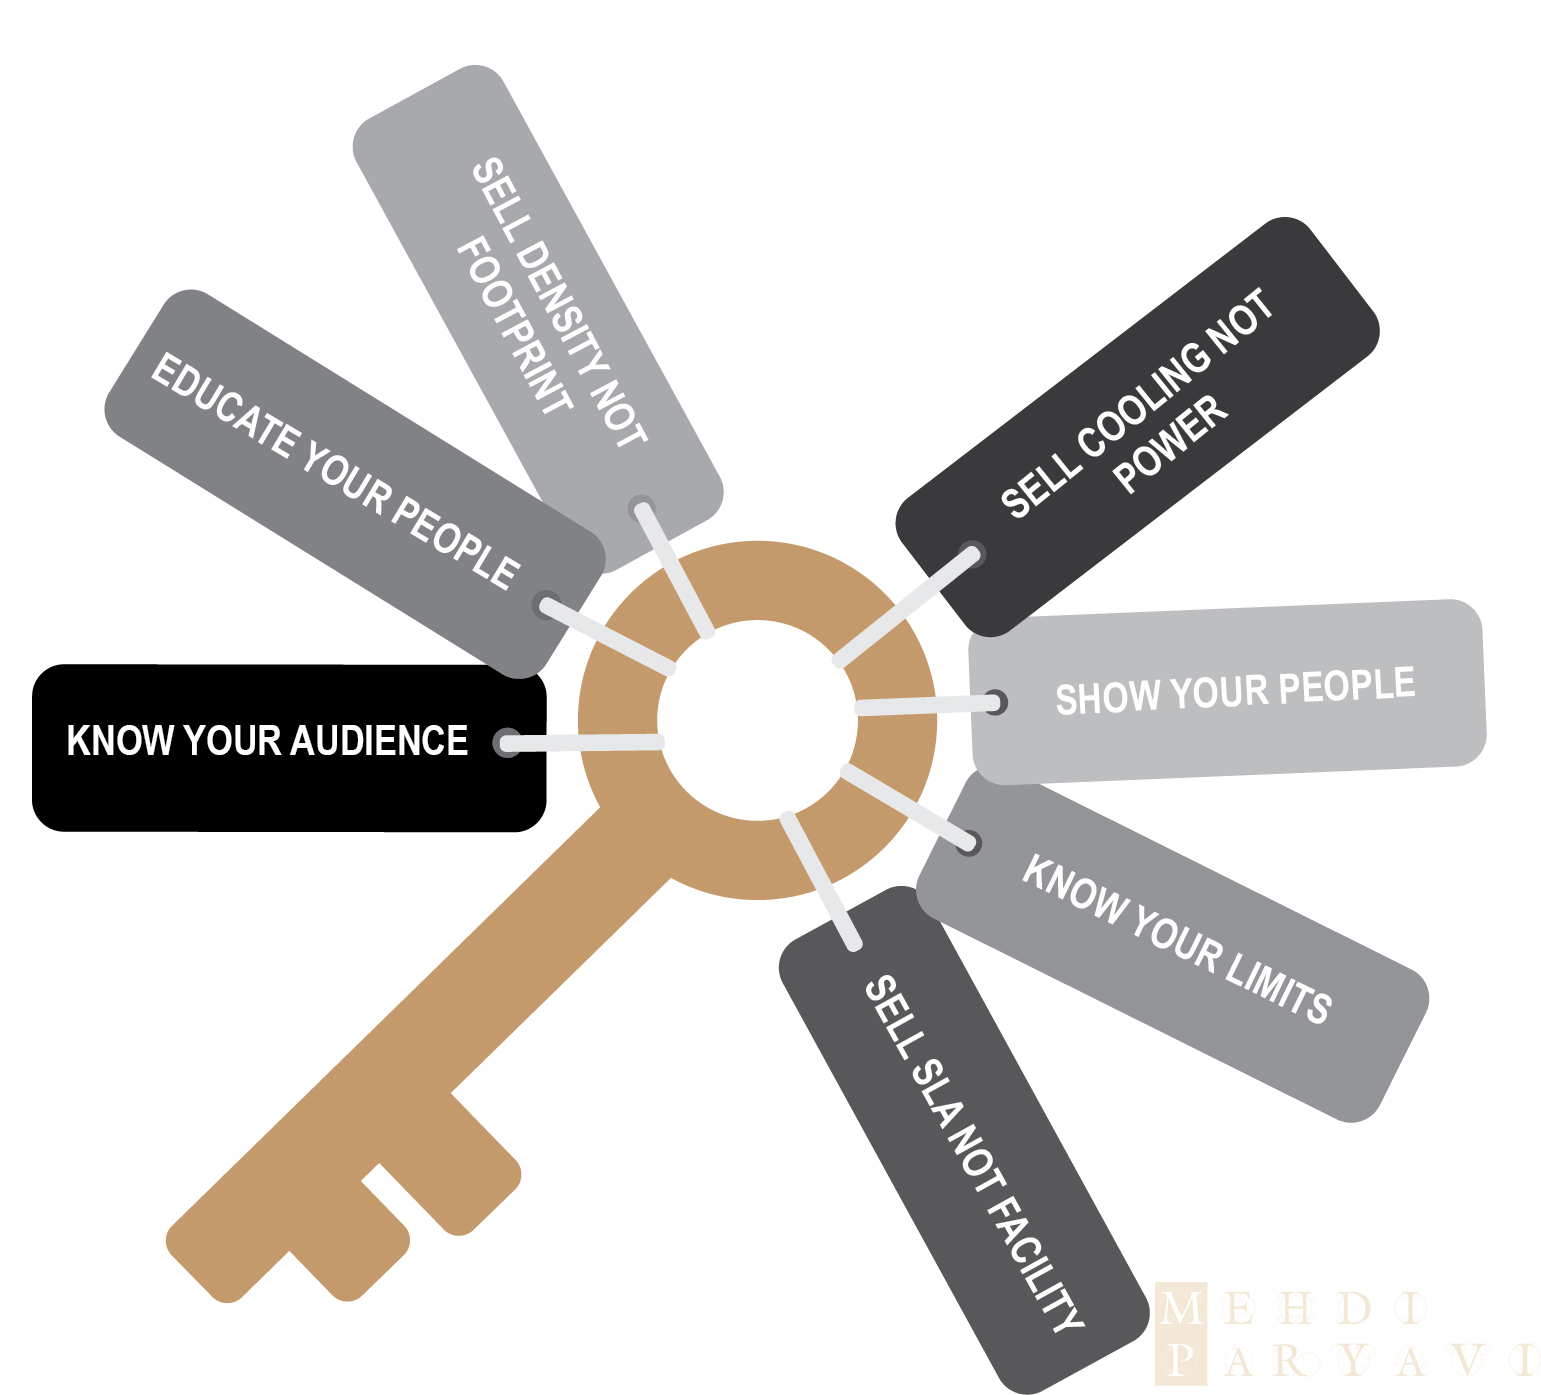 SELL DENSITY NOT
FOOTPRINT
SELL COOLING NOT
POWER
EDUCATE YOUR PEOPLE
SHOW YOUR PEOPLE
KNOW YOUR AUDIENCE
KNOW YOUR LIMITS
SELL SLA NOT FACILITY
MEHDI
PARYAVI